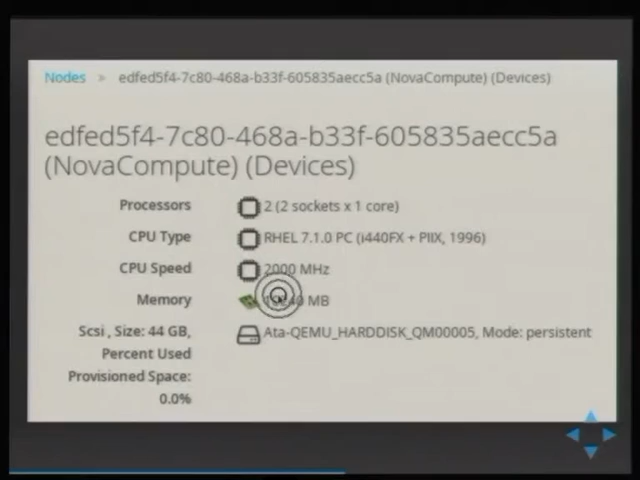 Nodes » edfed5f4-7c80-468a-b33f-605835aecc5a (NovaCompute) (Devices)
edfed5f4-7c80-468a-b33f-605835aecc5a
(NovaCompute) (Devices)
Processors 2 (2 sockets x 1 core)
CPU Type RHEL 7.1.0 PC (i440FX + PIIX, 1996)
CPU Speed 2000 MHz
Memory MB
Scsi , Size: 44 GB, Ata-QEMU_HARDDISK_QM00005, Mode: persistent
Percent Used
Provisioned Space:
0.0%